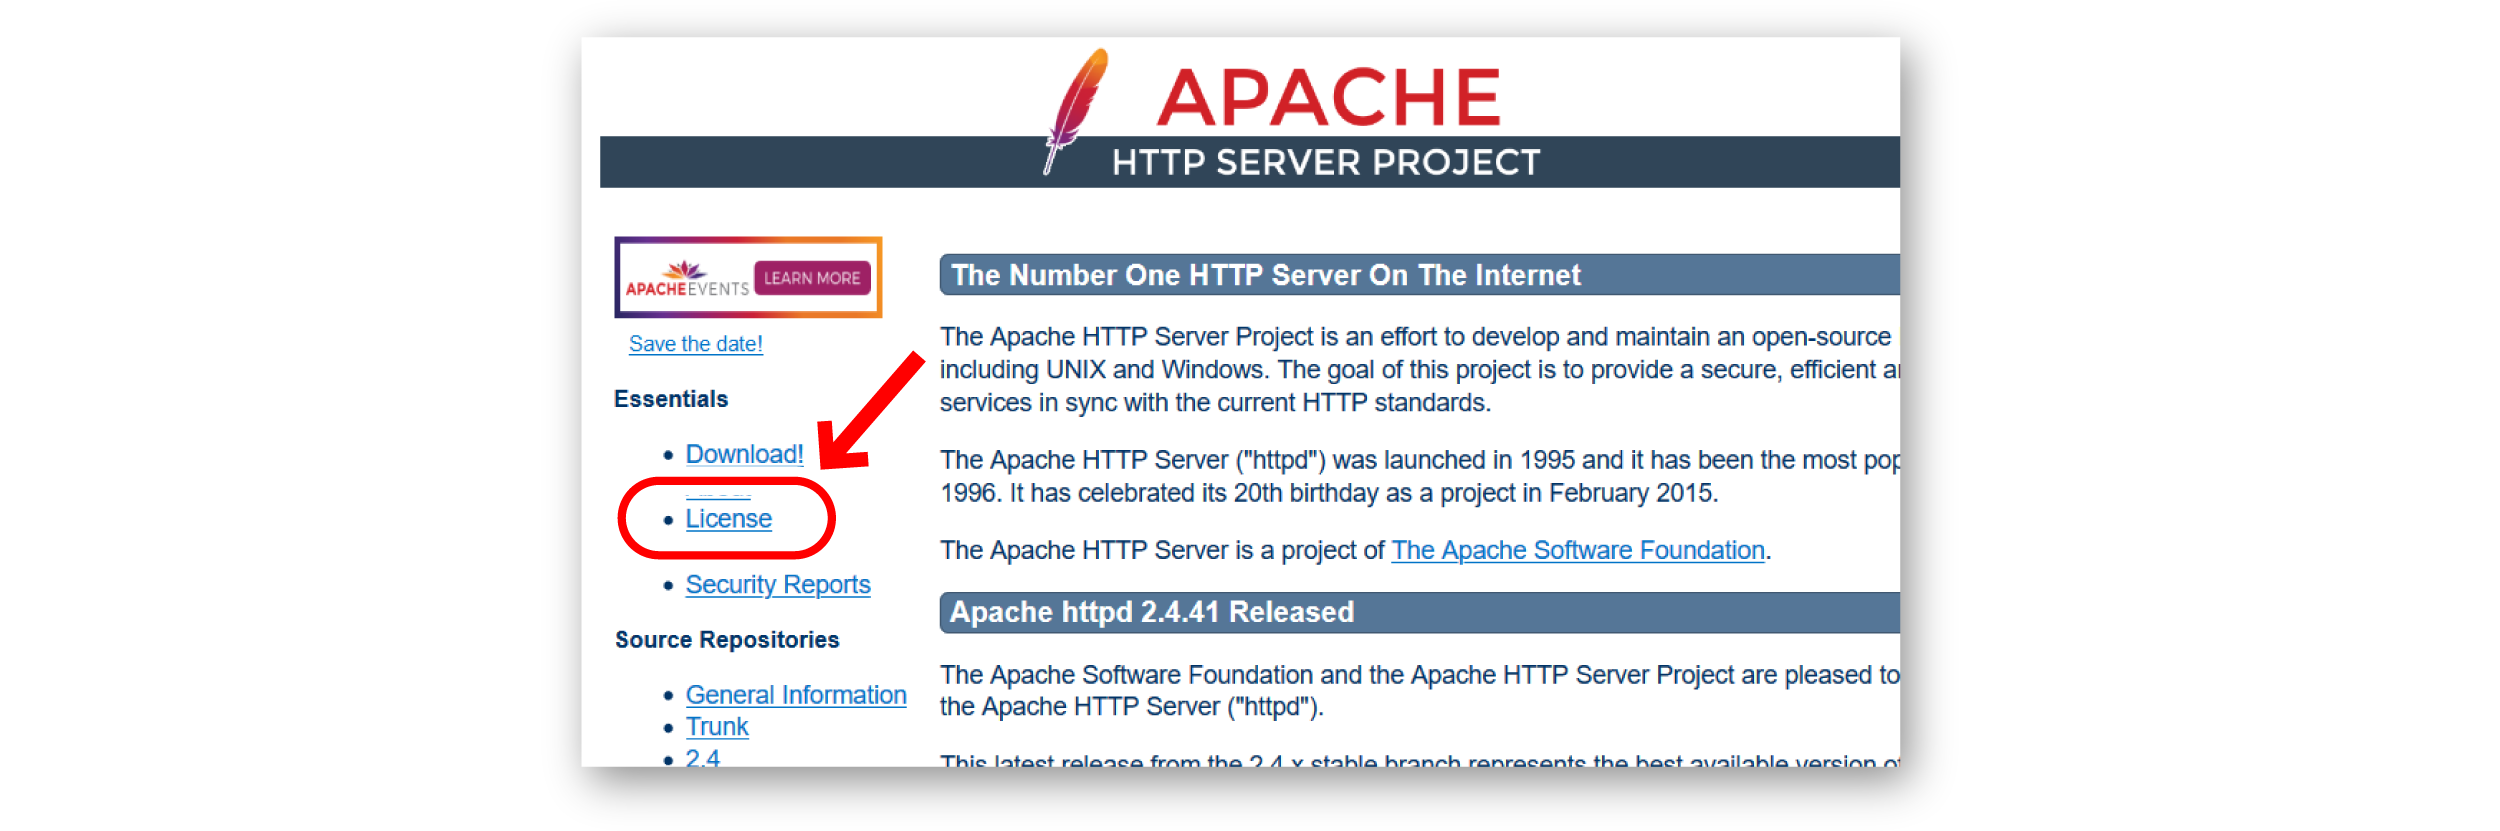 APACHE
HTTP SERVER PROJECT
APACHEEVENTS LEARN MORE
Save the date!
Essentials
Download!
License
Security Reports
Source Repositories
General Information
Trunk
2.4
The Number One HTTP Server On The Internet
The Apache HTTP Server Project is an effort to develop and maintain an open-source
including UNIX and Windows. The goal of this project is to provide a secure, efficient
services in sync with the current HTTP standards.
The Apache HTTP Server ("httpd") was launched in 1995 and it has been the most
1996. It has celebrated its 20th birthday as a project in February 2015.
The Apache HTTP Server is a project of The Apache Software Foundation.
Apache httpd 2.4.41 Released
The Apache Software Foundation and the Apache HTTP Server Project are pleased to
the Apache HTTP Server ("httpd").
This latest release from the 2.4.x stable branch represents the best available version